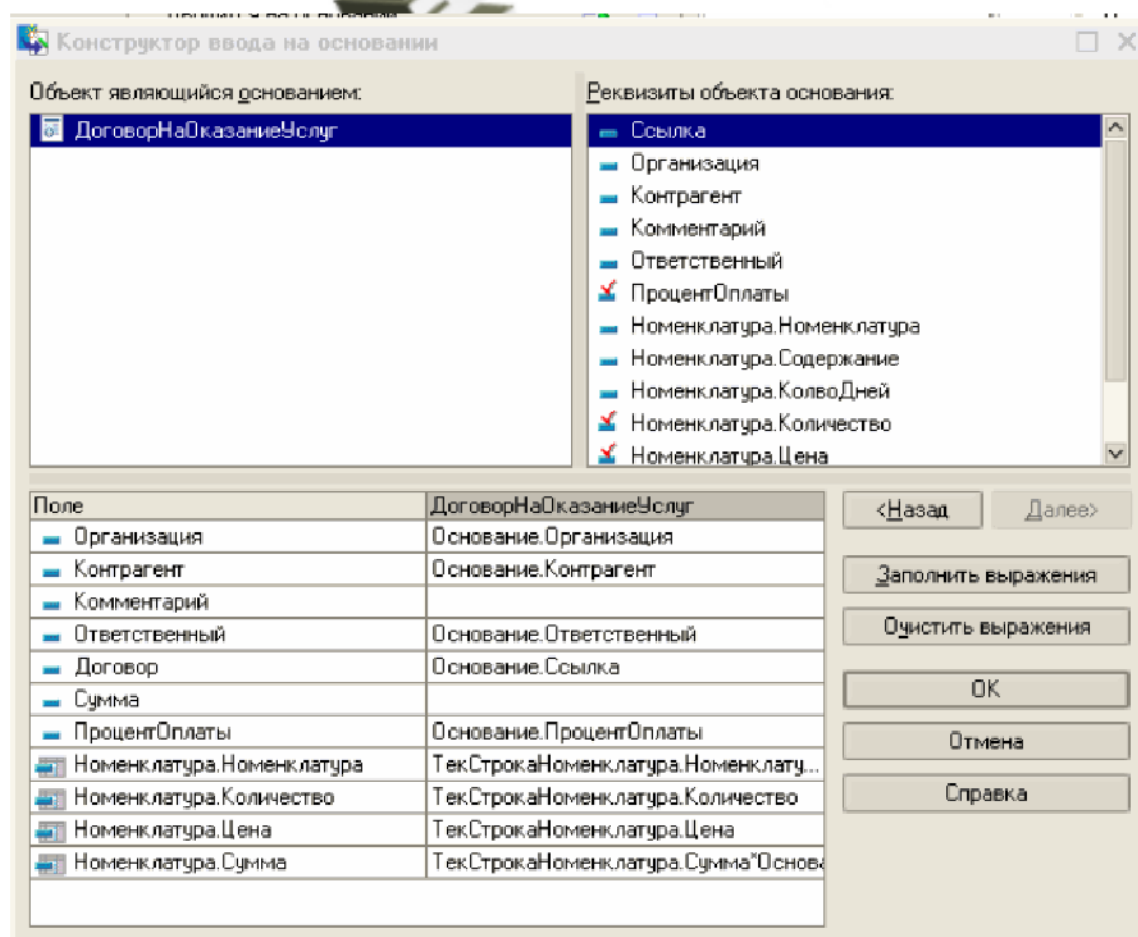 Конструктор ввода на основании
Объект являющийся основанием:
Реквизиты объекта основания:
ДоговорНаОказаниеУслуг
Ссылка
Организация
Контрагент
Комментарий
Ответственный
ПроцентОплаты
Номенклатура.Номенклатура
Номенклатура.Содержание
Номенклатура.КолвоДней
Номенклатура.Количество
Номенклатура.Цена
Поле ДоговорНаОказаниеУслуг
Организация Основание.Организация
Контрагент Основание.Контрагент
Комментарий
Ответственный Основание.Ответственный
Договор Основание.Ссылка
Сумма
ПроцентОплаты Основание.ПроцентОплаты
Номенклатура.Номенклатура ТекСтрокаНоменклатура.Номенклату...
Номенклатура.Количество ТекСтрокаНоменклатура.Количество
Номенклатура.Цена ТекСтрокаНоменклатура.Цена
Номенклатура.Сумма ТекСтрокаНоменклатура.Сумма*Основа
<Назад Далее>
Заполнить выражения
Очистить выражения
ОК
Отмена
Справка